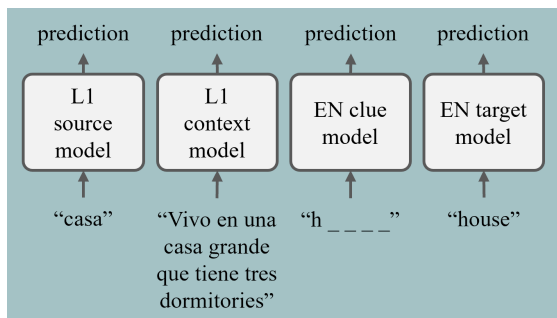 prediction prediction prediction prediction
L1
source
model
L1
context
model
EN clue
model
EN target
model
“casa”
“Vivo en una
casa grande
que tiene tres
dormitories”
“h _ _ _ _”
“house”